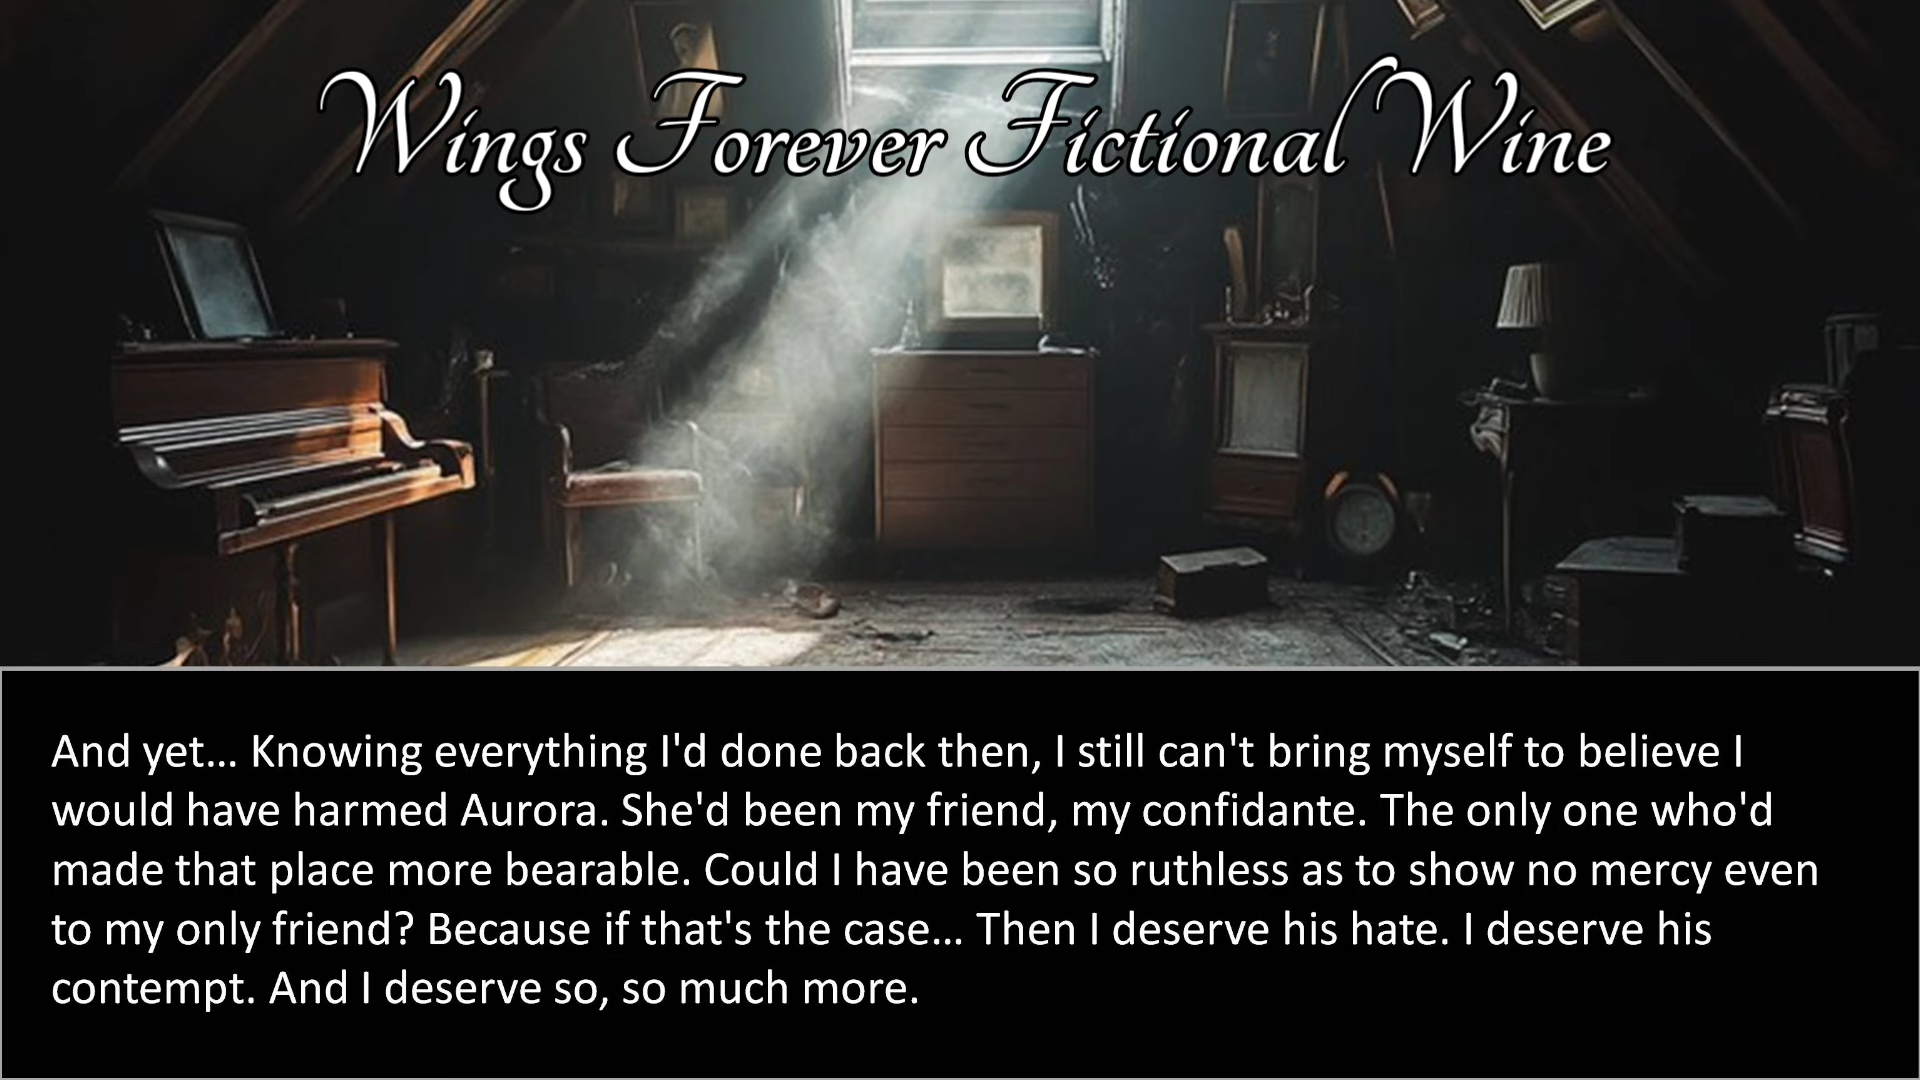 Wings Forever Fictional Wine
And yet... Knowing everything I'd done back then, I still can't bring myself to believe I
would have harmed Aurora. She'd been my friend, my confidante. The only one who'd
made that place more bearable. Could I have been so ruthless as to show no mercy even
to my only friend? Because if that's the case... Then I deserve his hate. I deserve his
contempt. And I deserve so, so much more.